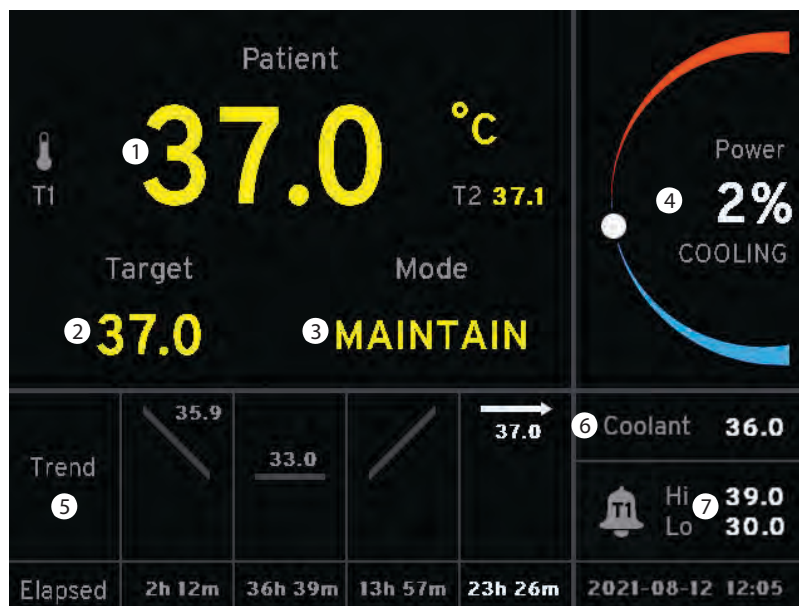 Patient
1 37.0 °C
T1
T2 37.1
Target
Mode
2 37.0
3 MAINTAIN
Power
4 2%
COOLING
Trend
5
35.9
33.0
37.0
Elapsed
2h 12m
36h 39m
13h 57m
23h 26m
6 Coolant 36.0
T1
Hi 39.0
7
Lo 30.0
2021-08-12 12:05